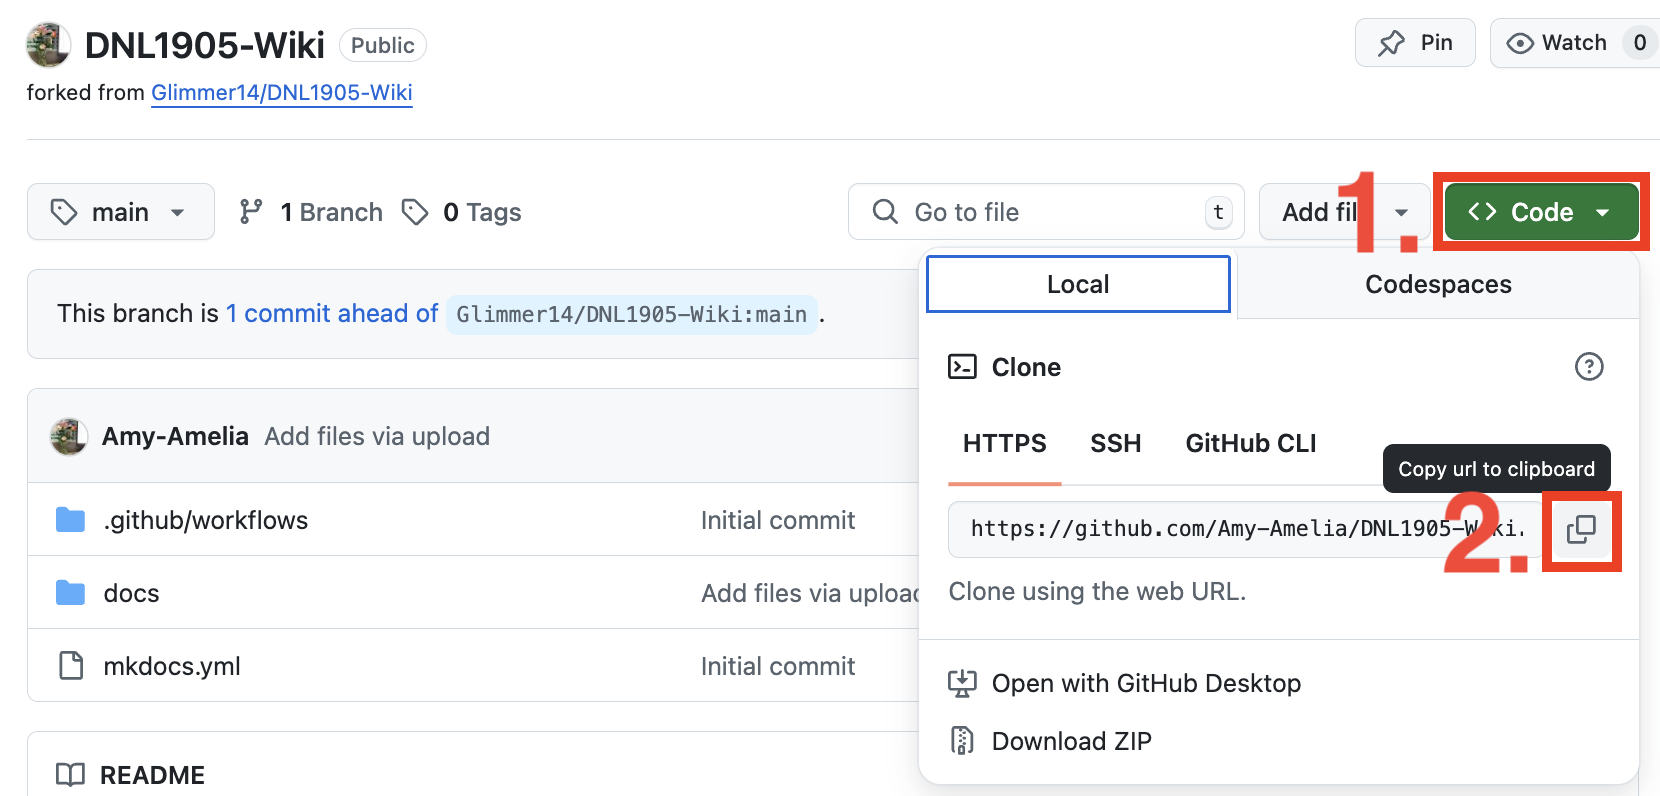 DNL1905-Wiki Public
Pin
Watch 0
forked from Glimmer14/DNL1905-Wiki
main
1 Branch
0 Tags
Go to file t
Add fil
1.
<> Code
This branch is 1 commit ahead of Glimmer14/DNL1905-Wiki:main .
Amy-Amelia Add files via upload
.github/workflows Initial commit
docs Add files via upload
mkdocs.yml Initial commit
README
Local
Codespaces
Clone
HTTPS SSH GitHub CLI
Copy url to clipboard
https://github.com/Amy-Amelia/DNL1905-Wiki.
2.
Clone using the web URL.
Open with GitHub Desktop
Download ZIP